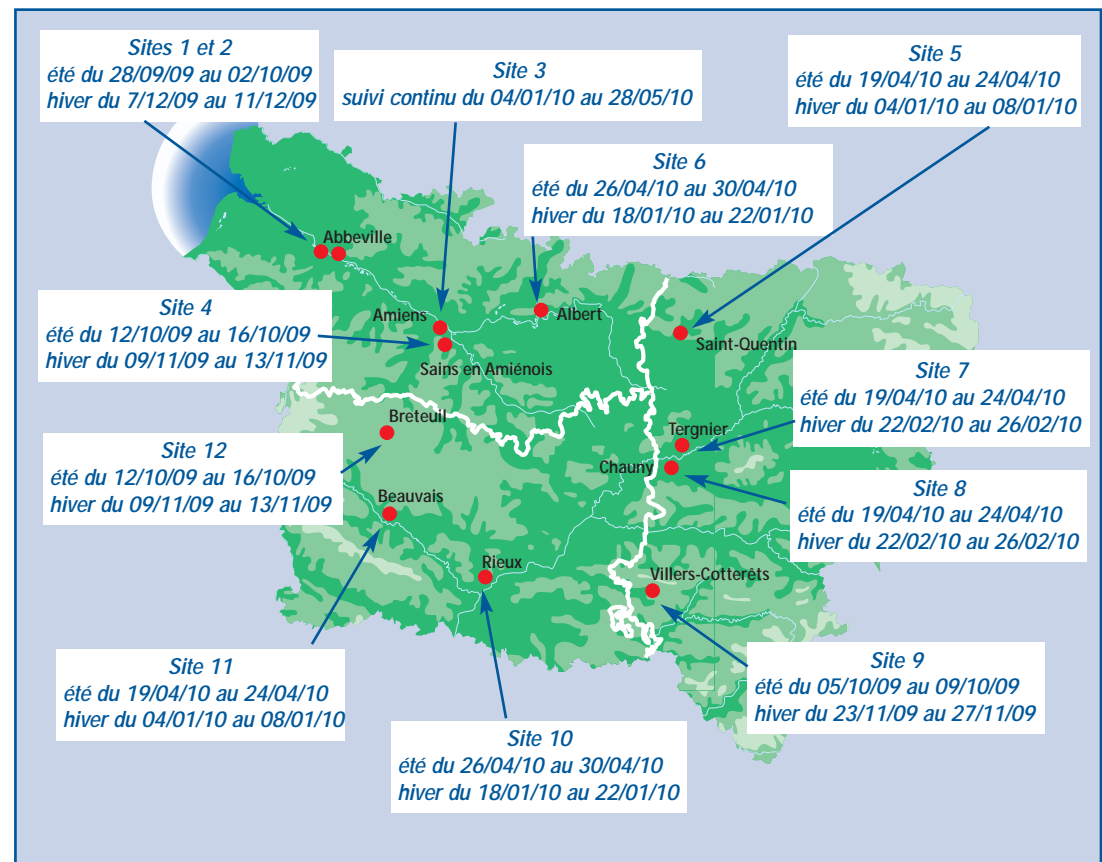 Sites 1 et 2
été du 28/09/09 au 02/10/09
hiver du 7/12/09 au 11/12/09
Site 3
suivi continu du 04/01/10 au 28/05/10
Site 5
été du 19/04/10 au 24/04/10
hiver du 04/01/10 au 08/01/10
Site 6
été du 26/04/10 au 30/04/10
hiver du 18/01/10 au 22/01/10
Abbeville
Site 4
été du 12/10/09 au 16/10/09
hiver du 09/11/09 au 13/11/09
Amiens
Albert
Saint-Quentin
Sains en Amiénois
Site 7
été du 19/04/10 au 24/04/10
hiver du 22/02/10 au 26/02/10
Breteuil
Tergnier
Chauny
Site 12
été du 12/10/09 au 16/10/09
hiver du 09/11/09 au 13/11/09
Beauvais
Site 8
été du 19/04/10 au 24/04/10
hiver du 22/02/10 au 26/02/10
Rieux
Villers-Cotterêts
Site 11
été du 19/04/10 au 24/04/10
hiver du 04/01/10 au 08/01/10
Site 9
été du 05/10/09 au 09/10/09
hiver du 23/11/09 au 27/11/09
Site 10
été du 26/04/10 au 30/04/10
hiver du 18/01/10 au 22/01/10